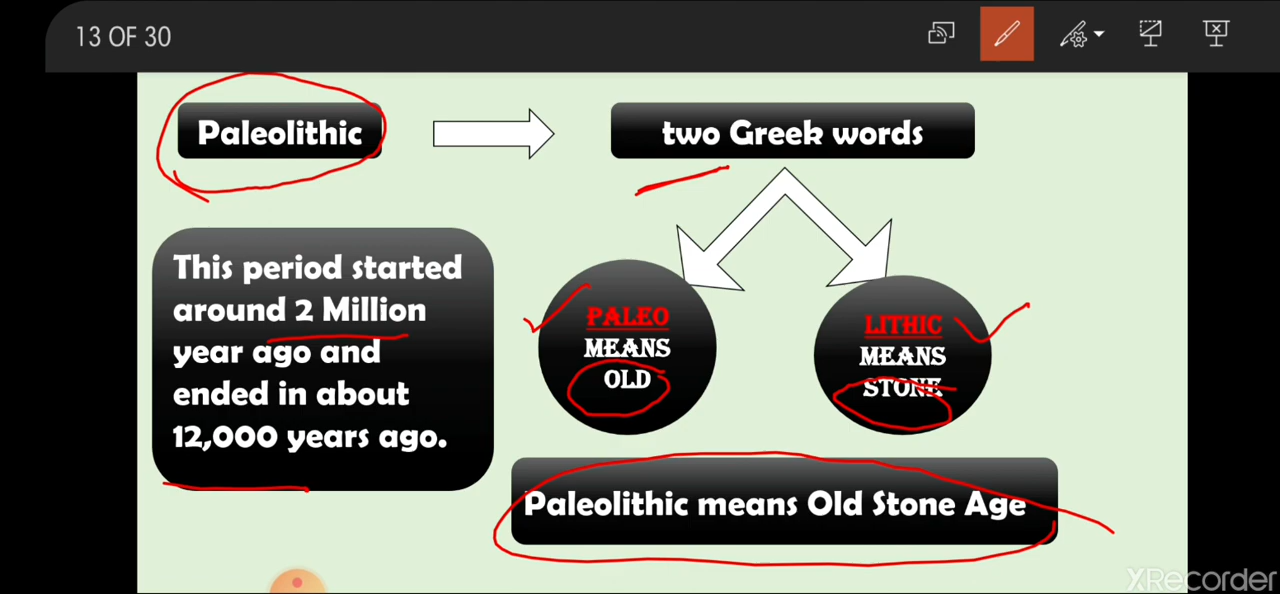 13 OF 30
Paleolithic
two Greek words
This period started
around 2 Million
year ago and
ended in about
12,000 years ago.
PALEO
MEANS
OLD
LITHIC
MEANS
STONE
Paleolithic means Old Stone Age
XRecorder